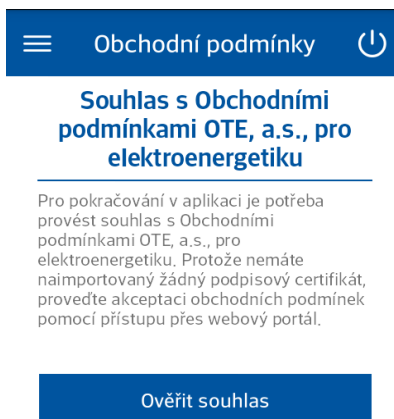 Obchodní podmínky
Souhlas s Obchodními
podmínkami OTE, a.s., pro
elektroenergetiku
Pro pokračování v aplikaci je potřeba
provést souhlas s Obchodními
podmínkami OTE, a.s., pro
elektroenergetiku. Protože nemáte
naimportovaný žádný podpisový certifikát,
proveďte akceptaci obchodních podmínek
pomocí přístupu přes webový portál.
Ověřit souhlas